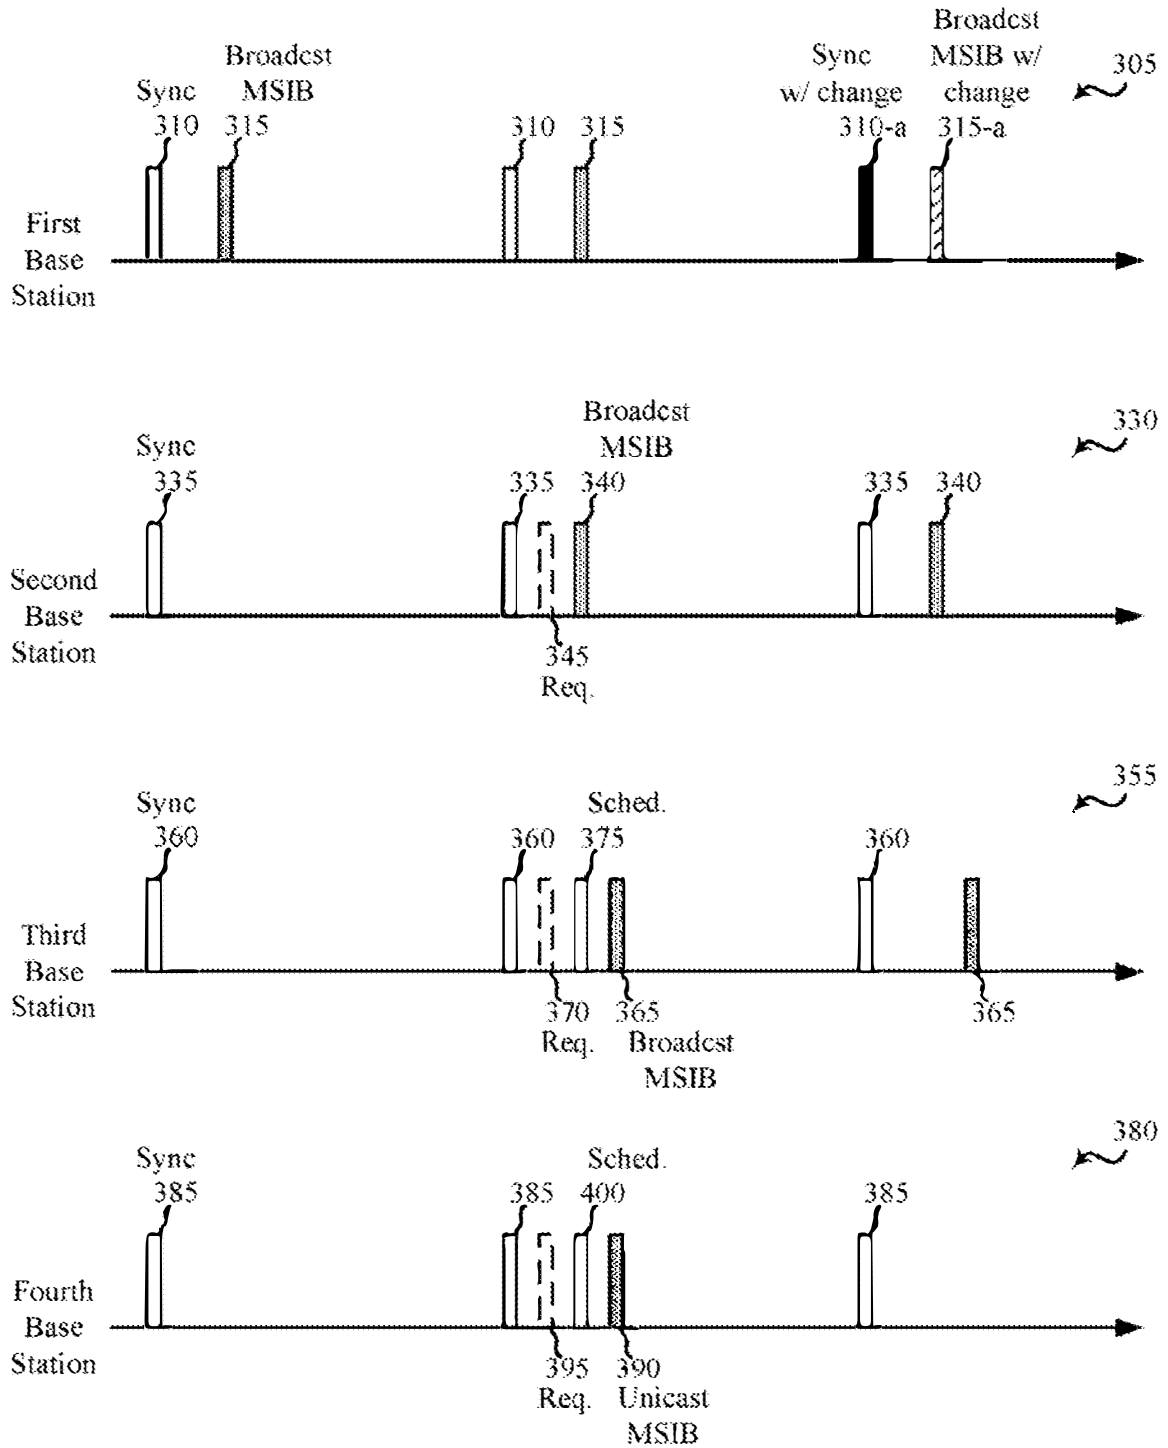 Broadcst
Broadcst
Sync
MSIB w/
305
Sync
MSIB
w/ change
change
310
315
310
315
310-a
315-a
First
Base
Station
Broadcst
330
Sync
MSIB
335
335
340
335
340
Second
Base
Station
345
Req.
355
Sync
Sched.
360
360
375
360
Third
Base
Station
370
365
365
Req.
Broadcst
MSIB
380
Sync
Sched.
385
385
400
385
Fourth
Base
Station
395
390
Req.
Unicast
MSIB